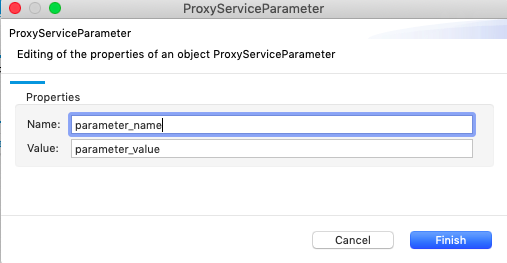 ProxyServiceParameter
ProxyServiceParameter
Editing of the properties of an object ProxyServiceParameter
Properties
Name: parameter_name
Value: parameter_value
Cancel Finish